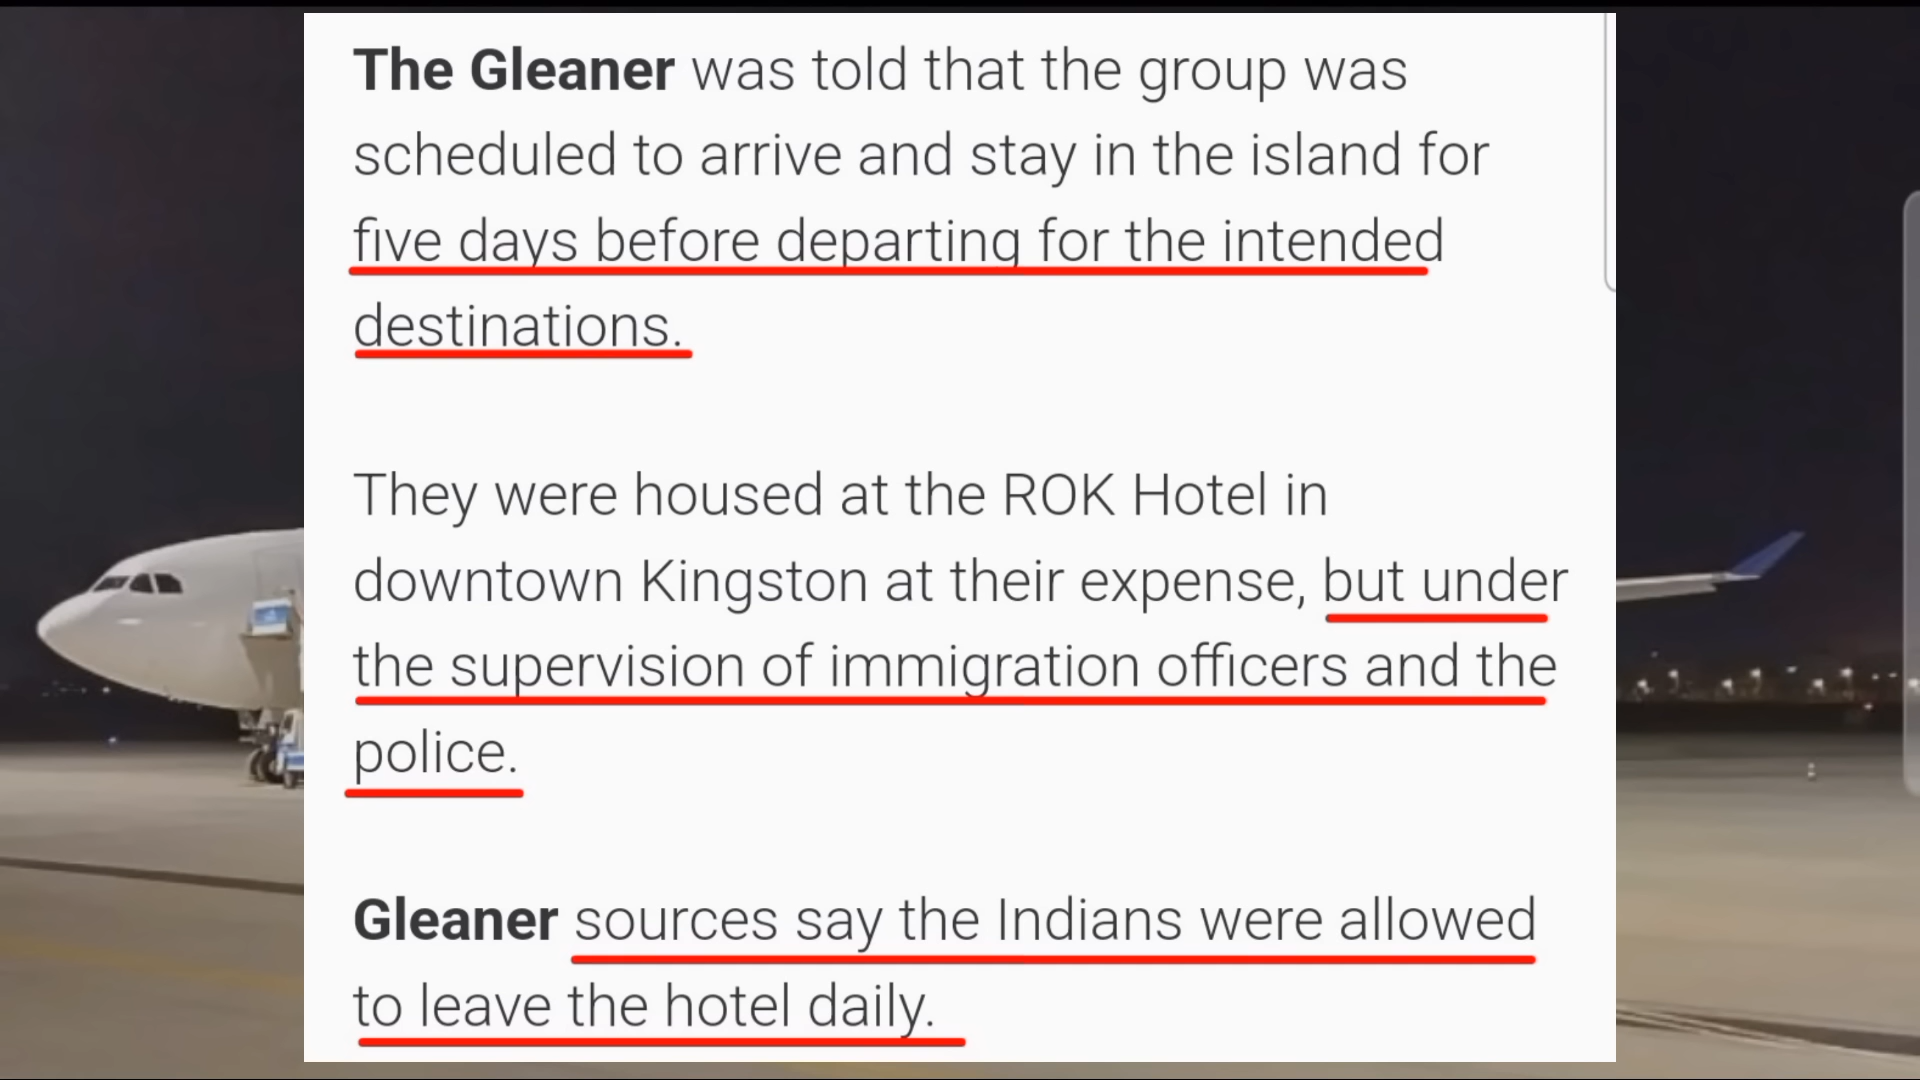 The Gleaner was told that the group was
scheduled to arrive and stay in the island for
five days before departing for the intended
destinations.
They were housed at the ROK Hotel in
downtown Kingston at their expense, but under
the supervision of immigration officers and the
police.
Gleaner sources say the Indians were allowed
to leave the hotel daily.